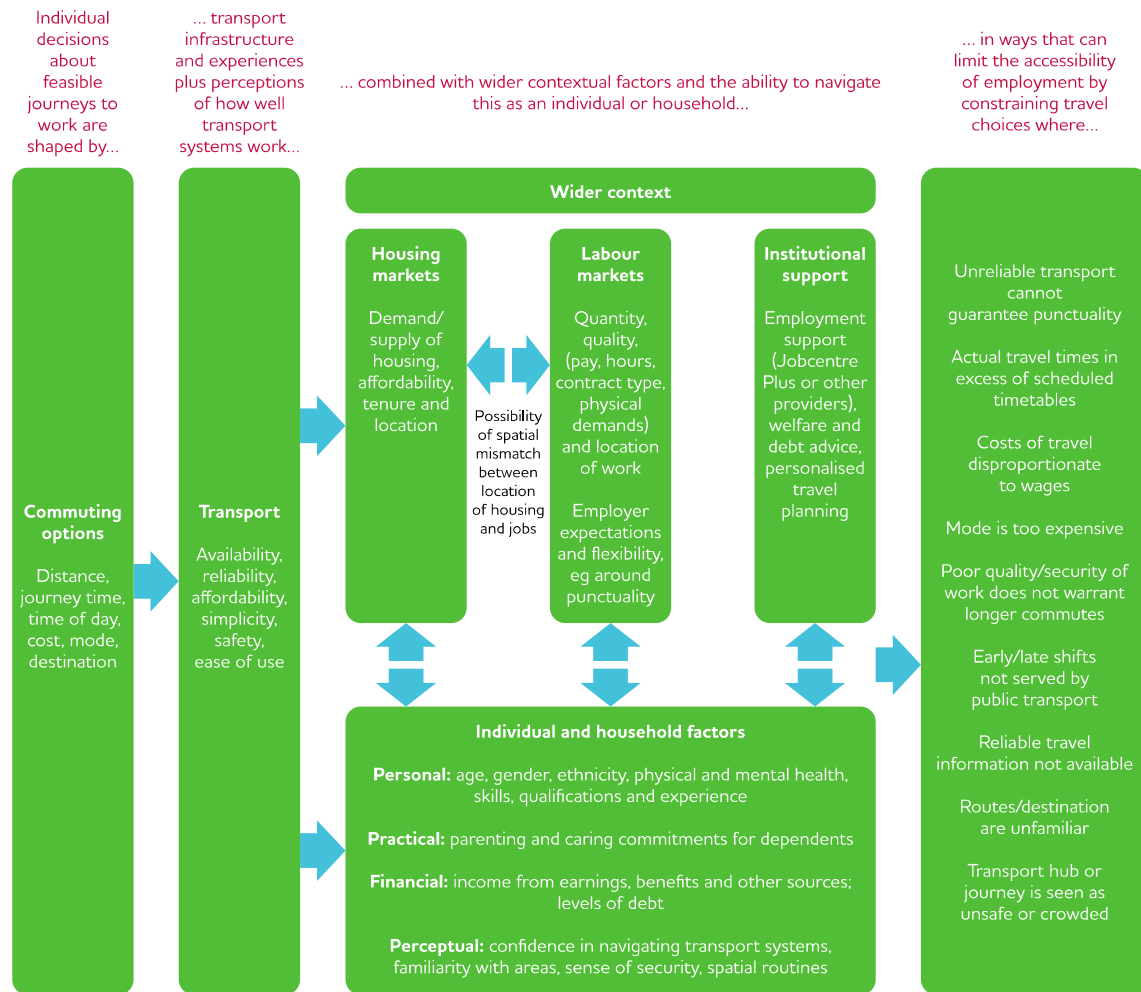 Individual
decisions
about
feasible
journeys to
work are
shaped by...
... transport
infrastructure
and experiences
plus perceptions
of how well
transport
systems work...
... combined with wider contextual factors and the ability to navigate
this as an individual or household...
... in ways that can
limit the accessibility
of employment by
constraining travel
choices where...
Commuting
options
Distance,
journey time,
time of day,
cost, mode,
destination
Transport
Availability,
reliability,
affordability,
simplicity,
safety,
ease of use
Wider context
Housing
markets
Demand/
supply of
housing,
affordability,
tenure and
location
Possibility
of spatial
mismatch
between
location
of housing
and jobs
Labour
markets
Quantity,
quality,
(pay, hours,
contract type,
physical
demands)
and location
of work
Employer
expectations
and flexibility,
eg around
punctuality
Institutional
support
Employment
support
(Jobcentre
Plus or other
providers),
welfare and
debt advice,
personalised
travel
planning
Individual and household factors
Personal: age, gender, ethnicity, physical and mental health,
skills, qualifications and experience
Practical: parenting and caring commitments for dependents
Financial: income from earnings, benefits and other sources;
levels of debt
Perceptual: confidence in navigating transport systems,
familiarity with areas, sense of security, spatial routines
Unreliable transport
cannot
guarantee punctuality
Actual travel times in
excess of scheduled
timetables
Costs of travel
disproportionate
to wages
Mode is too expensive
Poor quality/security of
work does not warrant
longer commutes
Early/late shifts
not served by
public transport
Reliable travel
information not available
Routes/destination
are unfamiliar
Transport hub or
journey is seen as
unsafe or crowded